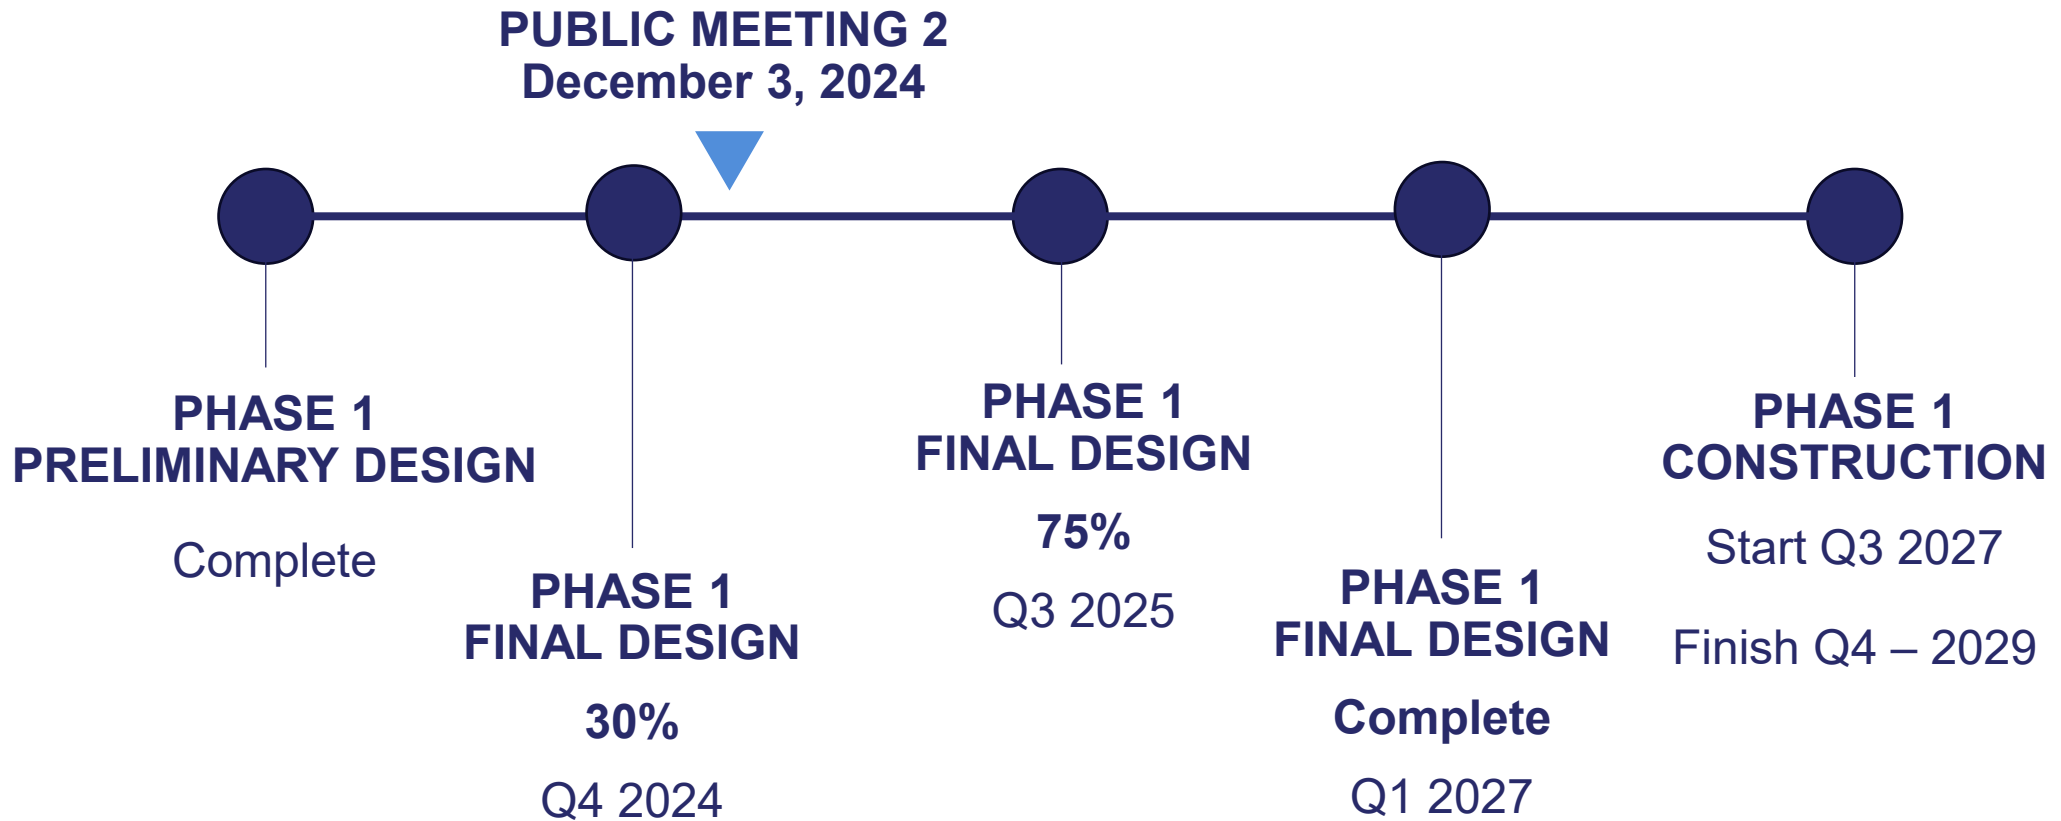 PUBLIC MEETING 2
December 3, 2024
PHASE 1
PRELIMINARY DESIGN
Complete
PHASE 1
FINAL DESIGN
30%
Q4 2024
PHASE 1
FINAL DESIGN
75%
Q3 2025
PHASE 1
FINAL DESIGN
Complete
Q1 2027
PHASE 1
CONSTRUCTION
Start Q3 2027
Finish Q4 – 2029